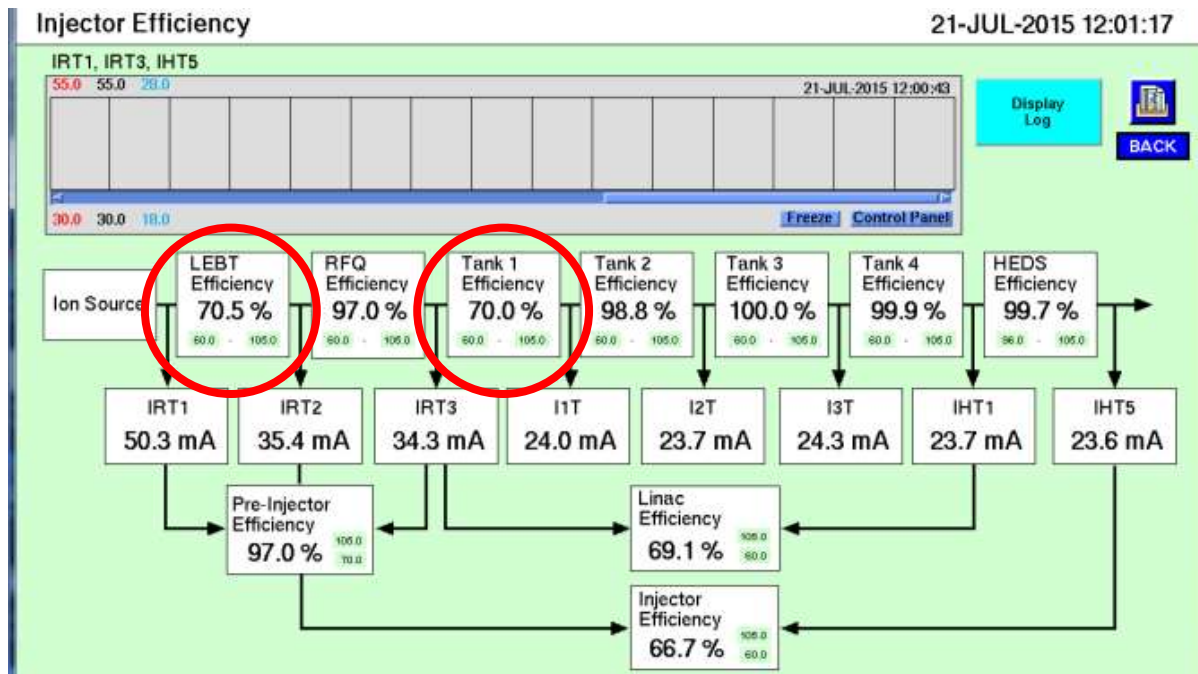 Injector Efficiency
21-JUL-2015 12:01:17
IRT1, IRT3, IHT5
55.0 55.0 28.0
21-JUL-2015 12:00:43
Display
Log
BACK
30.0 30.0 18.0
Freeze Control Panel
Ion Source
LEBT
Efficiency
70.5 %
60.0 - 105.0
RFQ
Efficiency
97.0 %
60.0 - 105.0
Tank 1
Efficiency
70.0 %
60.0 - 105.0
Tank 2
Efficiency
98.8 %
60.0 - 105.0
Tank 3
Efficiency
100.0 %
60.0 - 105.0
Tank 4
Efficiency
99.9 %
60.0 - 105.0
HEDS
Efficiency
99.7 %
96.0 - 105.0
IRT1
50.3 mA
IRT2
35.4 mA
IRT3
34.3 mA
I1T
24.0 mA
I2T
23.7 mA
I3T
24.3 mA
IHT1
23.7 mA
IHT5
23.6 mA
Pre-Injector
Efficiency
97.0 %
105.0
70.0
Linac
Efficiency
69.1 %
105.0
60.0
Injector
Efficiency
66.7 %
105.0
60.0